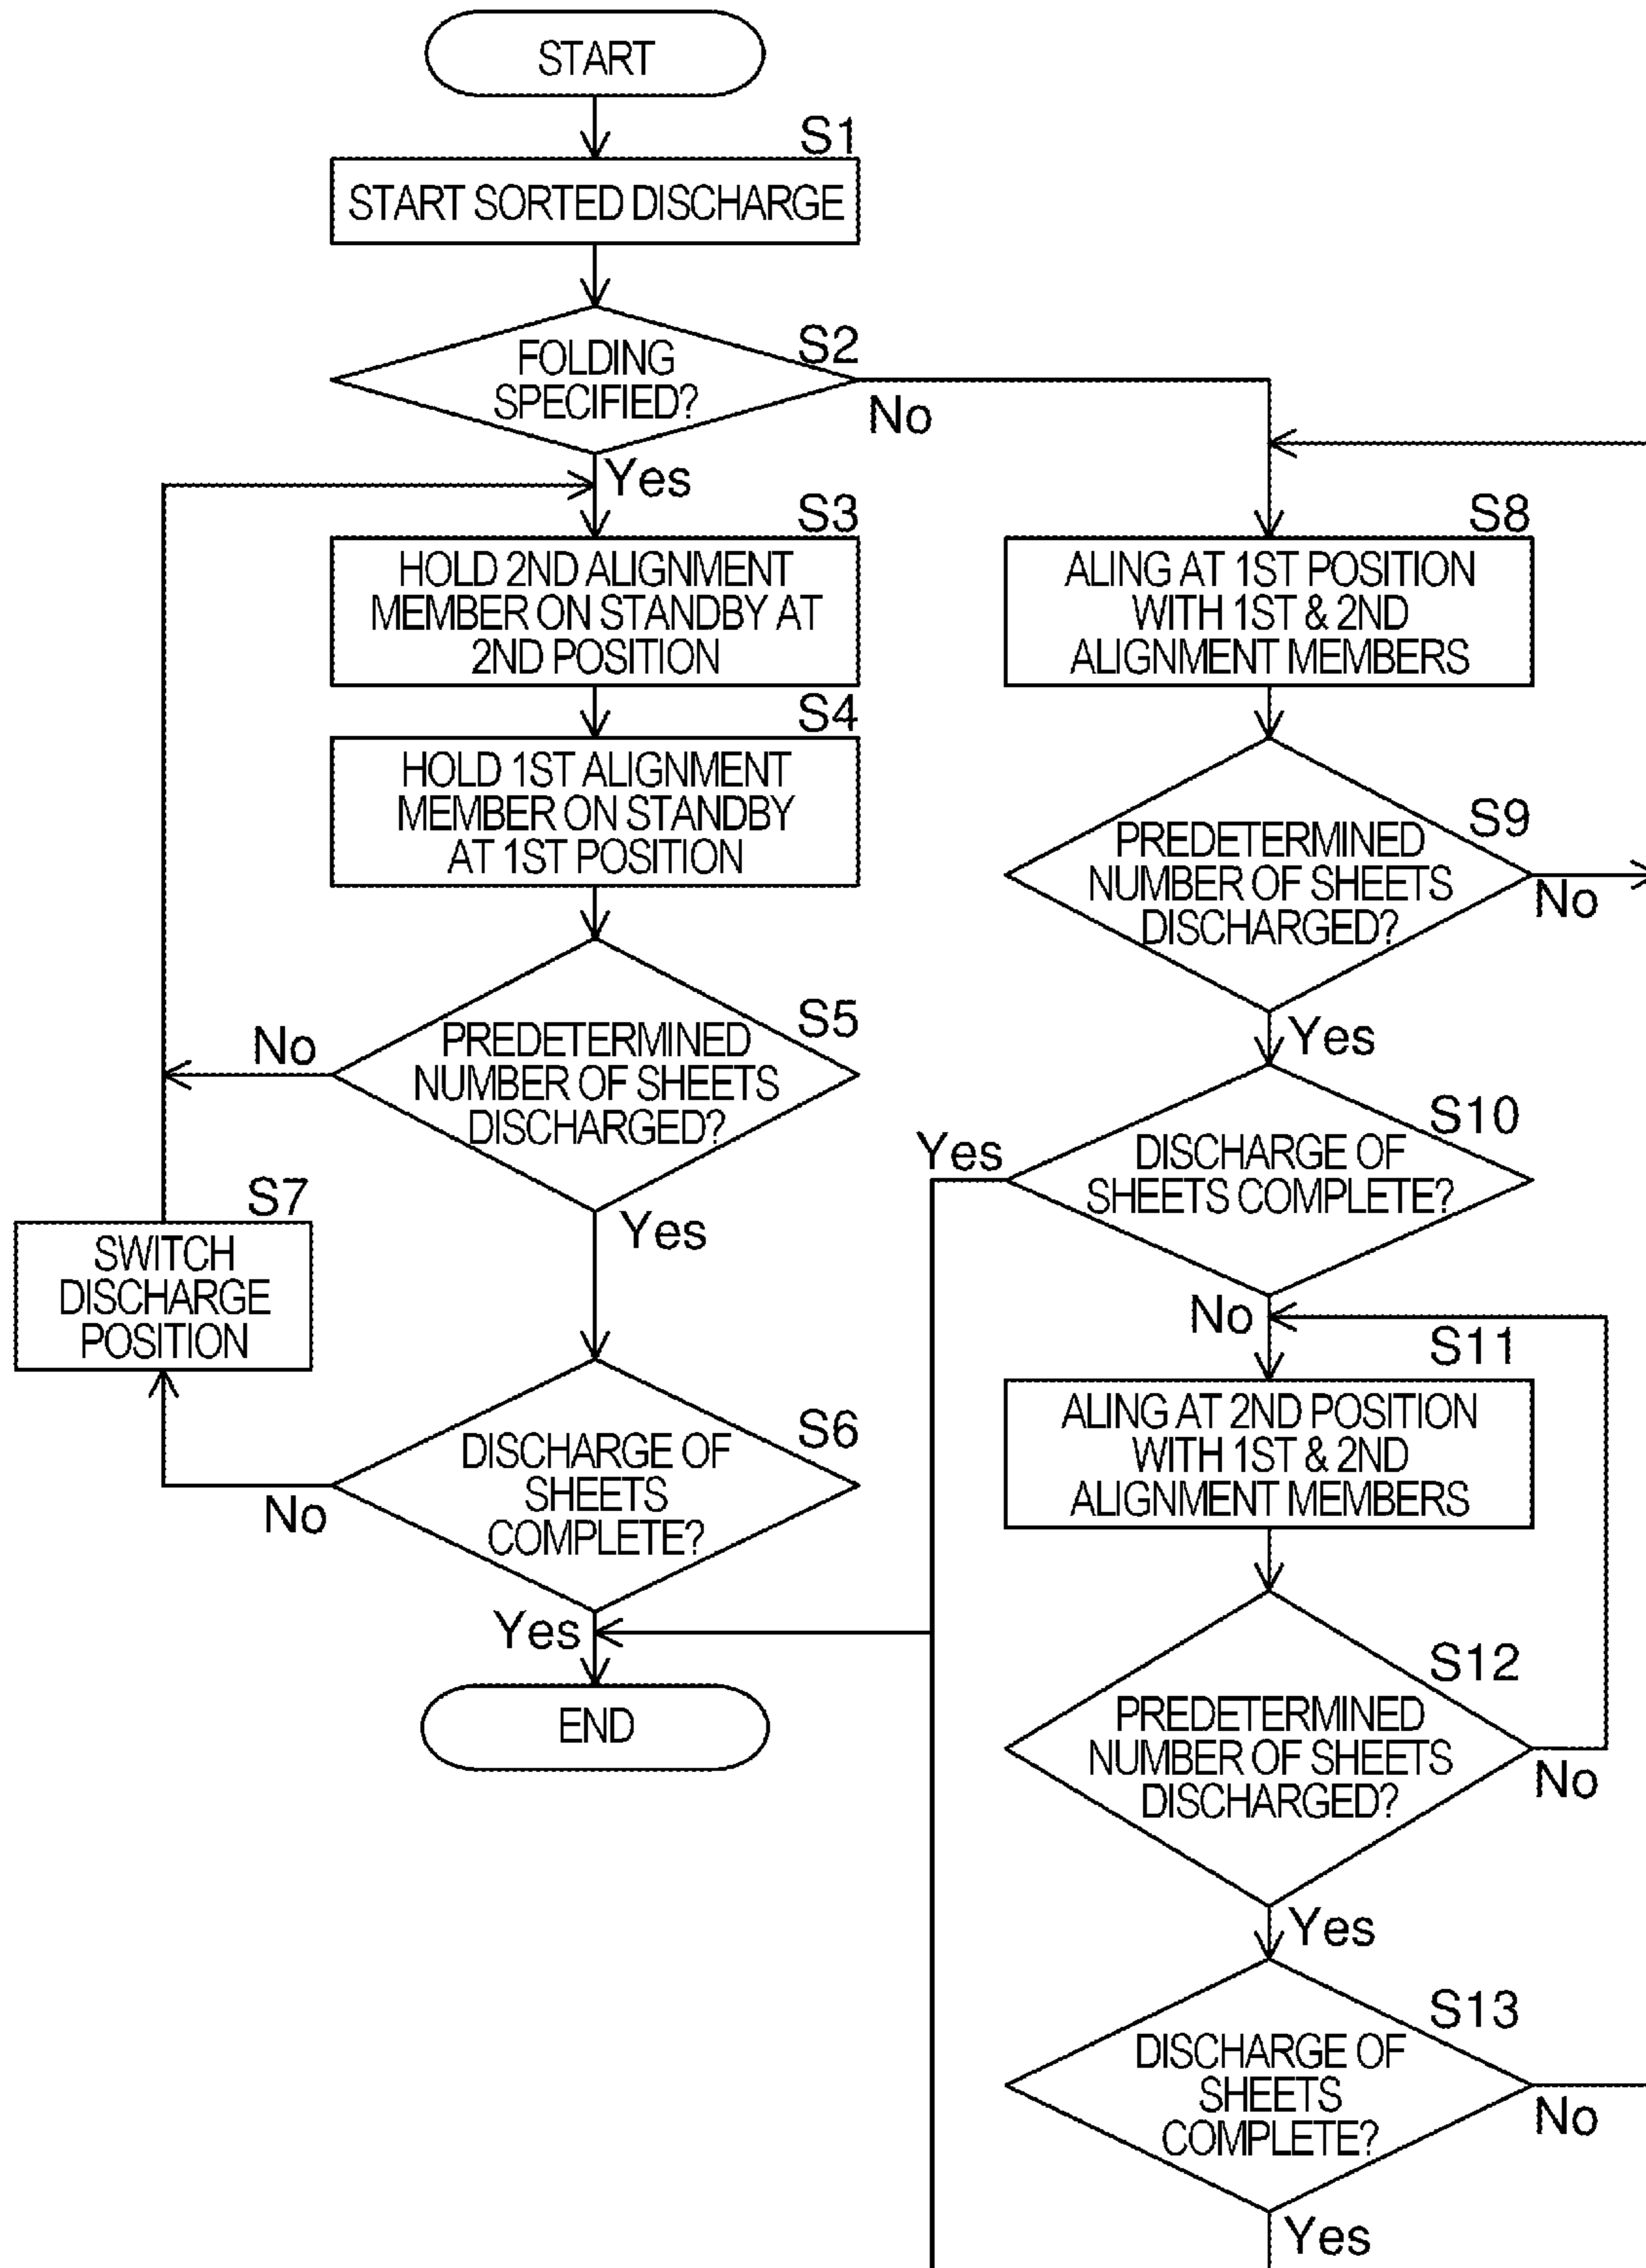 START
S1
START SORTED DISCHARGE
S2
FOLDING
SPECIFIED?
No
Yes
S3
HOLD 2ND ALIGNMENT
MEMBER ON STANDBY AT
2ND POSITION
S4
HOLD 1ST ALIGNMENT
MEMBER ON STANDBY
AT 1ST POSITION
S5
PREDETERMINED
NUMBER OF SHEETS
DISCHARGED?
No
Yes
S7
SWITCH
DISCHARGE
POSITION
S6
DISCHARGE OF
SHEETS
COMPLETE?
No
Yes
END
S8
ALING AT 1ST POSITION
WITH 1ST & 2ND
ALIGNMENT MEMBERS
S9
PREDETERMINED
NUMBER OF SHEETS
DISCHARGED?
No
Yes
S10
DISCHARGE OF
SHEETS COMPLETE?
Yes
No
S11
ALING AT 2ND POSITION
WITH 1ST & 2ND
ALIGNMENT MEMBERS
S12
PREDETERMINED
NUMBER OF SHEETS
DISCHARGED?
No
Yes
S13
DISCHARGE OF
SHEETS
COMPLETE?
No
Yes